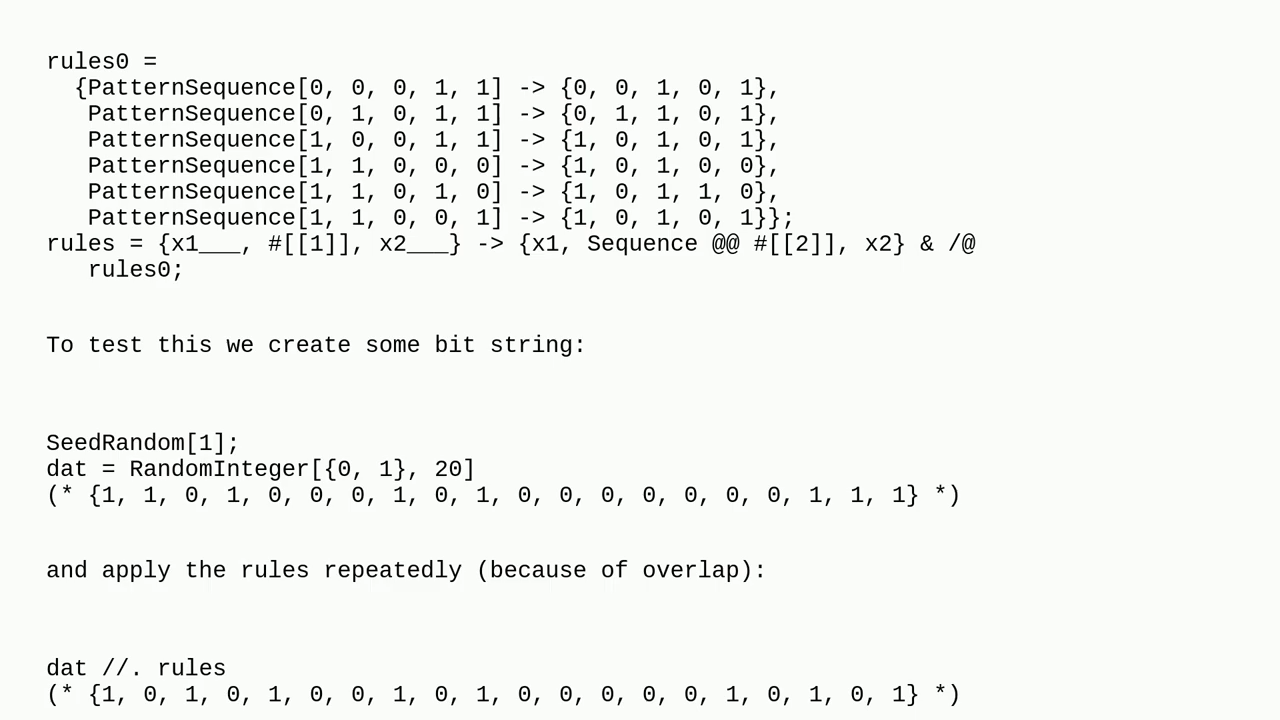 rules0 =
  {PatternSequence[0, 0, 0, 1, 1] -> {0, 0, 1, 0, 1},
   PatternSequence[0, 1, 0, 1, 1] -> {0, 1, 1, 0, 1},
   PatternSequence[1, 0, 0, 1, 1] -> {1, 0, 1, 0, 1},
   PatternSequence[1, 1, 0, 0, 0] -> {1, 0, 1, 0, 0},
   PatternSequence[1, 1, 0, 1, 0] -> {1, 0, 1, 1, 0},
   PatternSequence[1, 1, 0, 0, 1] -> {1, 0, 1, 0, 1}};
rules = {x1___, #[[1]], x2___} -> {x1, Sequence @@ #[[2]], x2} & /@
   rules0;
To test this we create some bit string:
SeedRandom[1];
dat = RandomInteger[{0, 1}, 20]
(* {1, 1, 0, 1, 0, 0, 0, 1, 0, 1, 0, 0, 0, 0, 0, 0, 0, 1, 1, 1} *)
and apply the rules repeatedly (because of overlap):
dat //. rules
(* {1, 0, 1, 0, 1, 0, 0, 1, 0, 1, 0, 0, 0, 0, 0, 1, 0, 1, 0, 1} *)